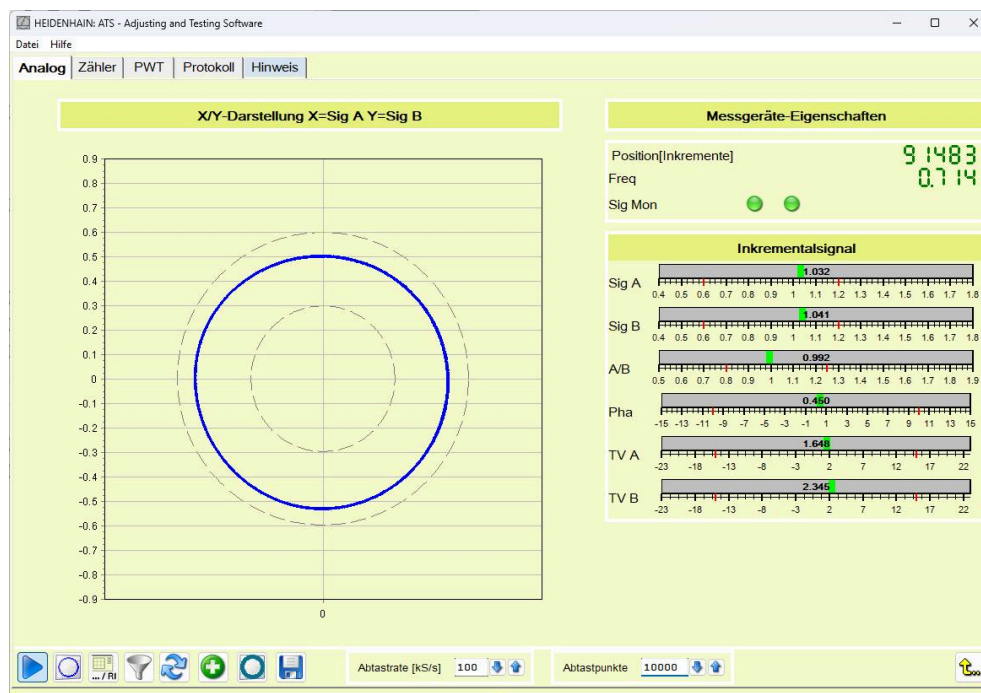 HEIDENHAIN: ATS - Adjusting and Testing Software
Datei Hilfe
Analog Zähler PWT Protokoll Hinweis
X/Y-Darstellung X=Sig A Y=Sig B
0.9
0.8
0.7
0.6
0.5
0.4
0.3
0.2
0.1
0
-0.1
-0.2
-0.3
-0.4
-0.5
-0.6
-0.7
-0.8
-0.9
0
Messgeräte-Eigenschaften
Position[Inkremente] 91483
Freq 0.714
Sig Mon
Inkrementalsignal
1.032
Sig A
0.4 0.5 0.6 0.7 0.8 0.9 1 1.1 1.2 1.3 1.4 1.5 1.6 1.7 1.8
1.041
Sig B
0.4 0.5 0.6 0.7 0.8 0.9 1 1.1 1.2 1.3 1.4 1.5 1.6 1.7 1.8
0.992
A/B
0.5 0.6 0.7 0.8 0.9 1 1.1 1.2 1.3 1.4 1.5 1.6 1.7 1.8 1.9
0.450
Pha
-15 -13 -11 -9 -7 -5 -3 -1 1 3 5 7 9 11 13 15
1.648
TV A
-23 -18 -13 -8 -3 2 7 12 17 22
2.345
TV B
-23 -18 -13 -8 -3 2 7 12 17 22
... / RI
Abtastrate [kS/s] 100
Abtastpunkte 10000